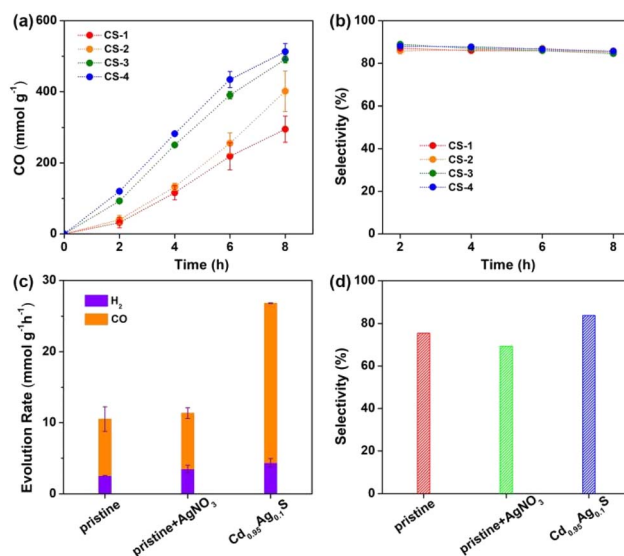 (a)
CS-1
CS-2
CS-3
CS-4
600
400
200
0
CO (mmol g⁻¹)
0 2 4 6 8
Time (h)
(b)
100
80
60
40
20
0
Selectivity (%)
CS-1
CS-2
CS-3
CS-4
2 4 6 8
Time (h)
(c)
H₂
CO
30
20
10
0
Evolution Rate (mmol g⁻¹h⁻¹)
pristine
pristine+AgNO₃
Cd₀.₉₅Ag₀.₁S
(d)
100
80
60
40
20
0
Selectivity (%)
pristine
pristine+AgNO₃
Cd₀.₉₅Ag₀.₁S